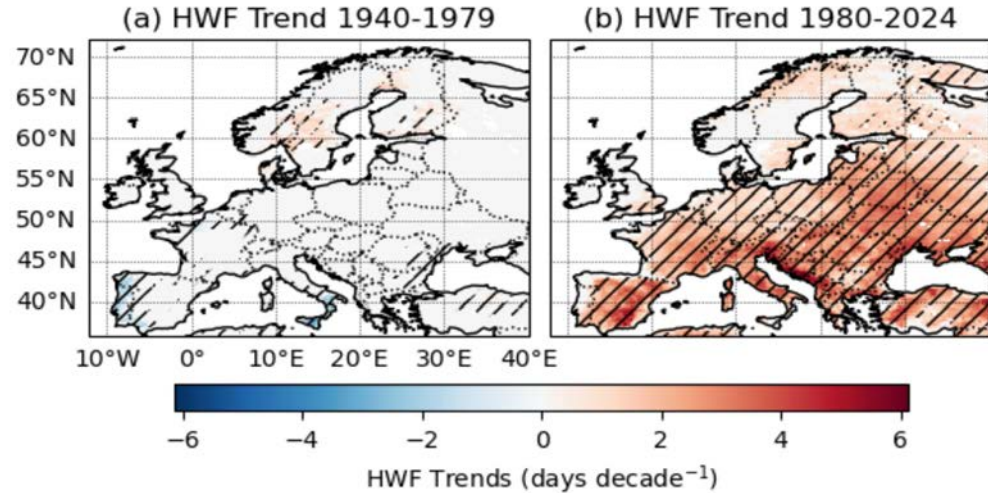 (a) HWF Trend 1940-1979
(b) HWF Trend 1980-2024
70°N
65°N
60°N
55°N
50°N
45°N
40°N
10°W 0° 10°E 20°E 30°E 40°E
−6 −4 −2 0 2 4 6
HWF Trends (days decade⁻¹)